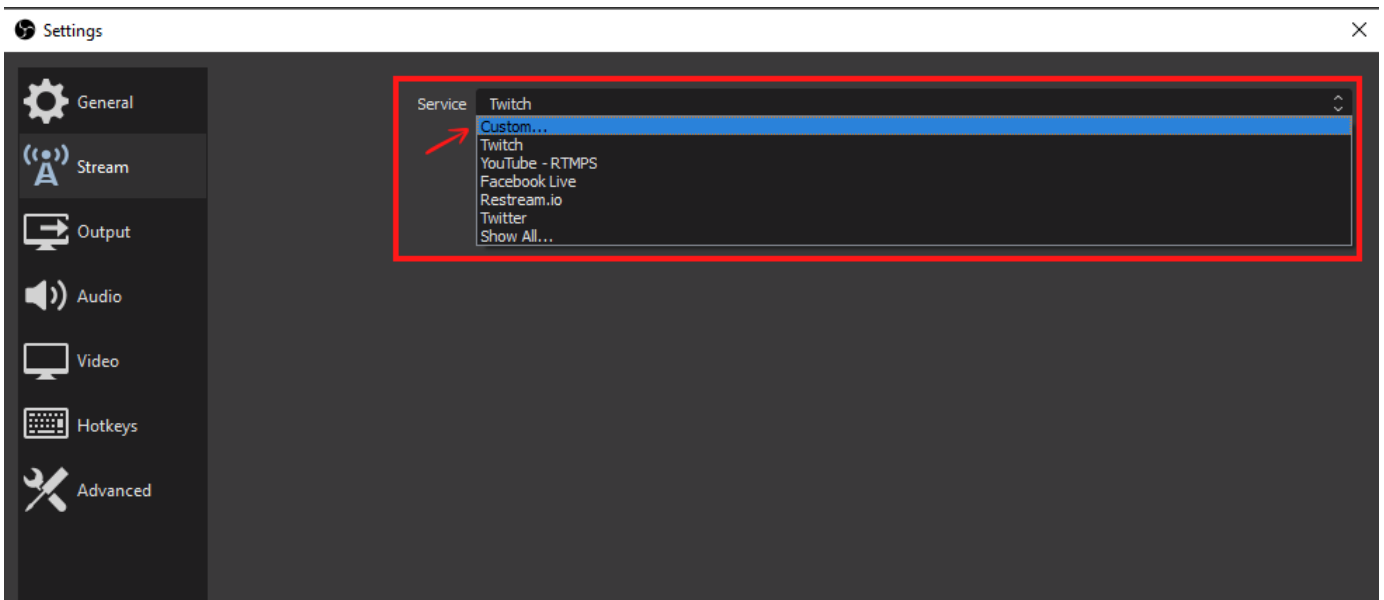 Settings
General
Stream
Output
Audio
Video
Hotkeys
Advanced
Service Twitch
Custom...
Twitch
YouTube - RTMPS
Facebook Live
Restream.io
Twitter
Show All...